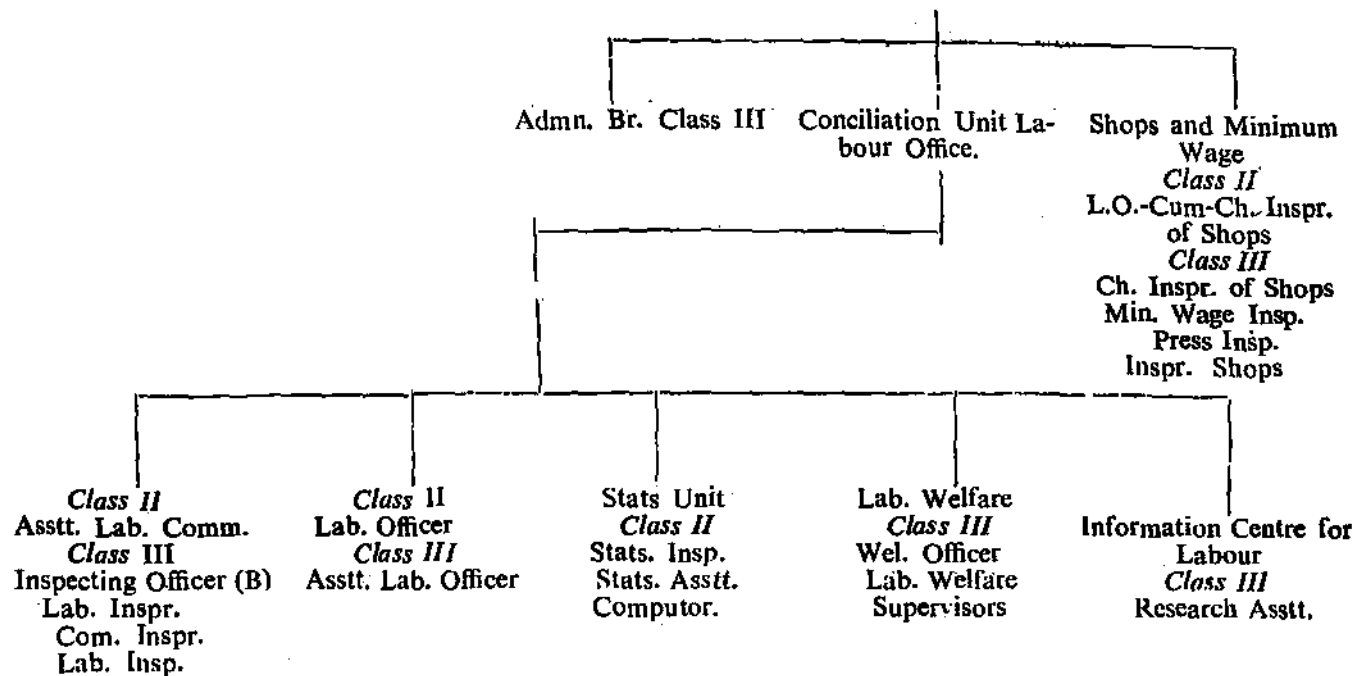 Admn. Br. Class III
Conciliation Unit La-
bour Office.
Shops and Minimum
Wage
Class II
L.O.-Cum-Ch. Inspr.
of Shops
Class III
Ch. Inspr. of Shops
Min. Wage Insp.
Press Insp.
Inspr. Shops
Class II
Asstt. Lab. Comm.
Class III
Inspecting Officer (B)
Lab. Inspr.
Com. Inspr.
Lab. Insp.
Class II
Lab. Officer
Class III
Asstt. Lab. Officer
Stats Unit
Class II
Stats. Insp.
Stats. Asstt.
Computor.
Lab. Welfare
Class III
Wel. Officer
Lab. Welfare
Supervisors
Information Centre for
Labour
Class III
Research Asstt.